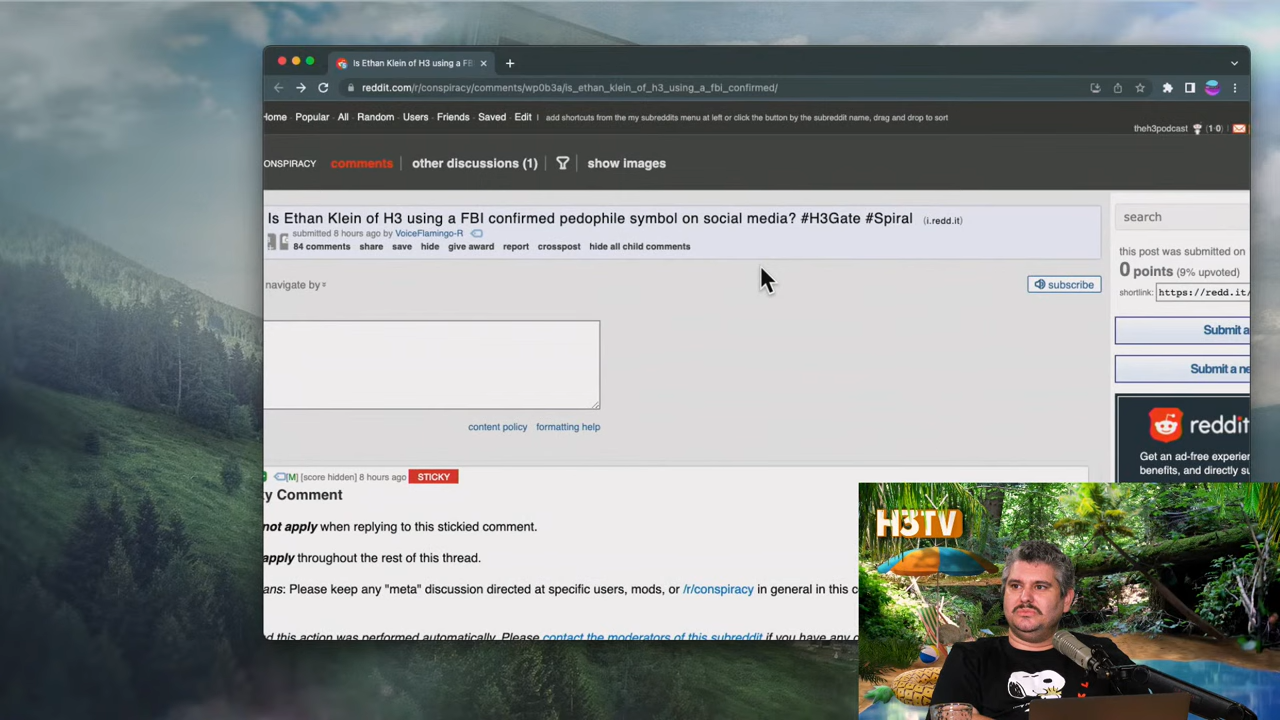 Is Ethan Klein of H3 using a FB
reddit.com/r/conspiracy/comments/wp0b3a/is_ethan_klein_of_h3_using_a_fbi_confirmed/
Home Popular All Random Users Friends Saved Edit add shortcuts from the my subreddits menu at left or click the button by the subreddit name, drag and drop to sort
theh3podcast (1·0)
ONSPIRACY comments other discussions (1) show images
Is Ethan Klein of H3 using a FBI confirmed pedophile symbol on social media? #H3Gate #Spiral (i.redd.it)
submitted 8 hours ago by VoiceFlamingo-R
84 comments share save hide give award report crosspost hide all child comments
navigate by
subscribe
content policy formatting help
[M] [score hidden] 8 hours ago STICKY
y Comment
not apply when replying to this stickied comment.
apply throughout the rest of this thread.
ans: Please keep any "meta" discussion directed at specific users, mods, or /r/conspiracy in general in this c
d this action was performed automatically. Please contact the moderators of this subreddit if you have any
search
this post was submitted on
0 points (9% upvoted)
shortlink: https://redd.it/
Submit a
Submit a ne
reddit
Get an ad-free experien
benefits, and directly su
H3TV